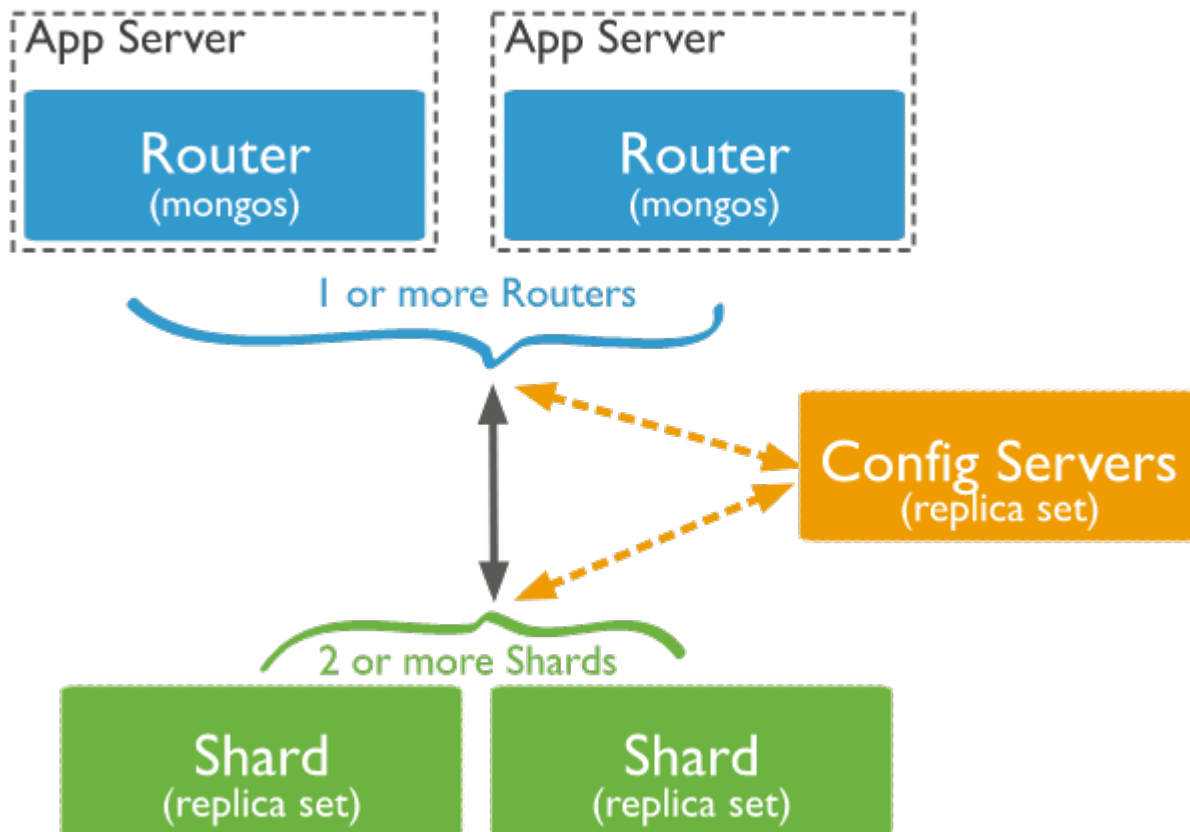 App Server
App Server
Router
(mongos)
Router
(mongos)
1 or more Routers
Config Servers
(replica set)
2 or more Shards
Shard
(replica set)
Shard
(replica set)